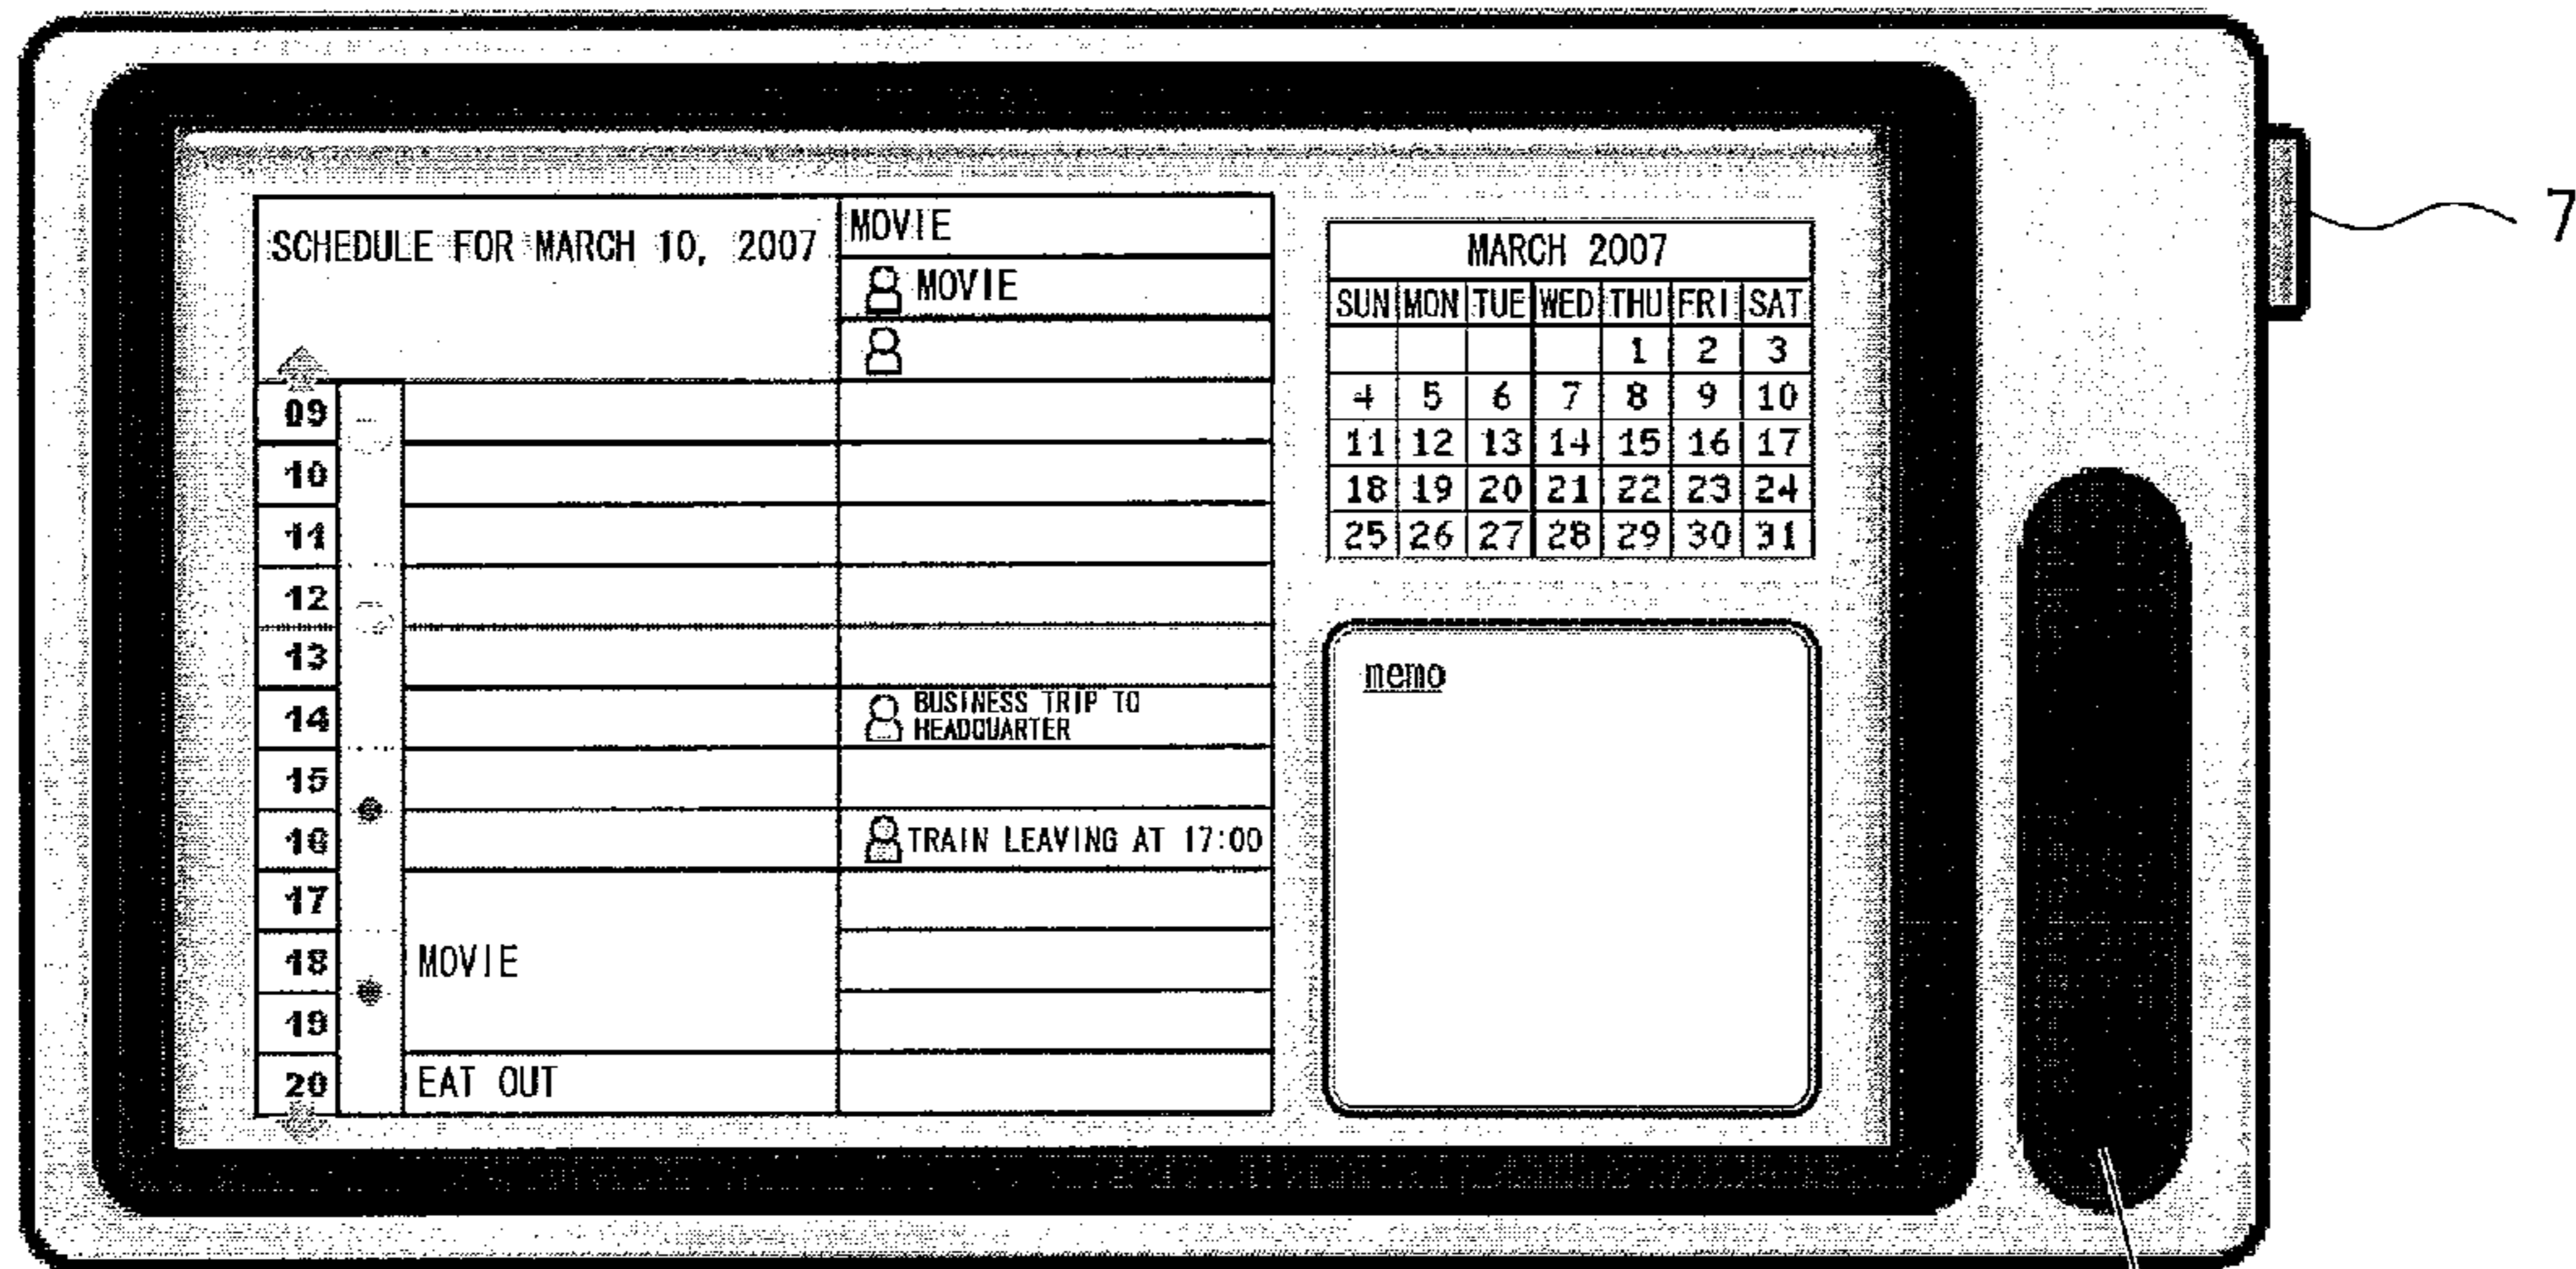 SCHEDULE FOR MARCH 10, 2007
MOVIE
MOVIE
09
10
11
12
13
14 BUSINESS TRIP TO
HEADQUARTER
15
16 TRAIN LEAVING AT 17:00
17
18 MOVIE
19
20 EAT OUT
MARCH 2007
SUN MON TUE WED THU FRI SAT
1 2 3
4 5 6 7 8 9 10
11 12 13 14 15 16 17
18 19 20 21 22 23 24
25 26 27 28 29 30 31
memo
7